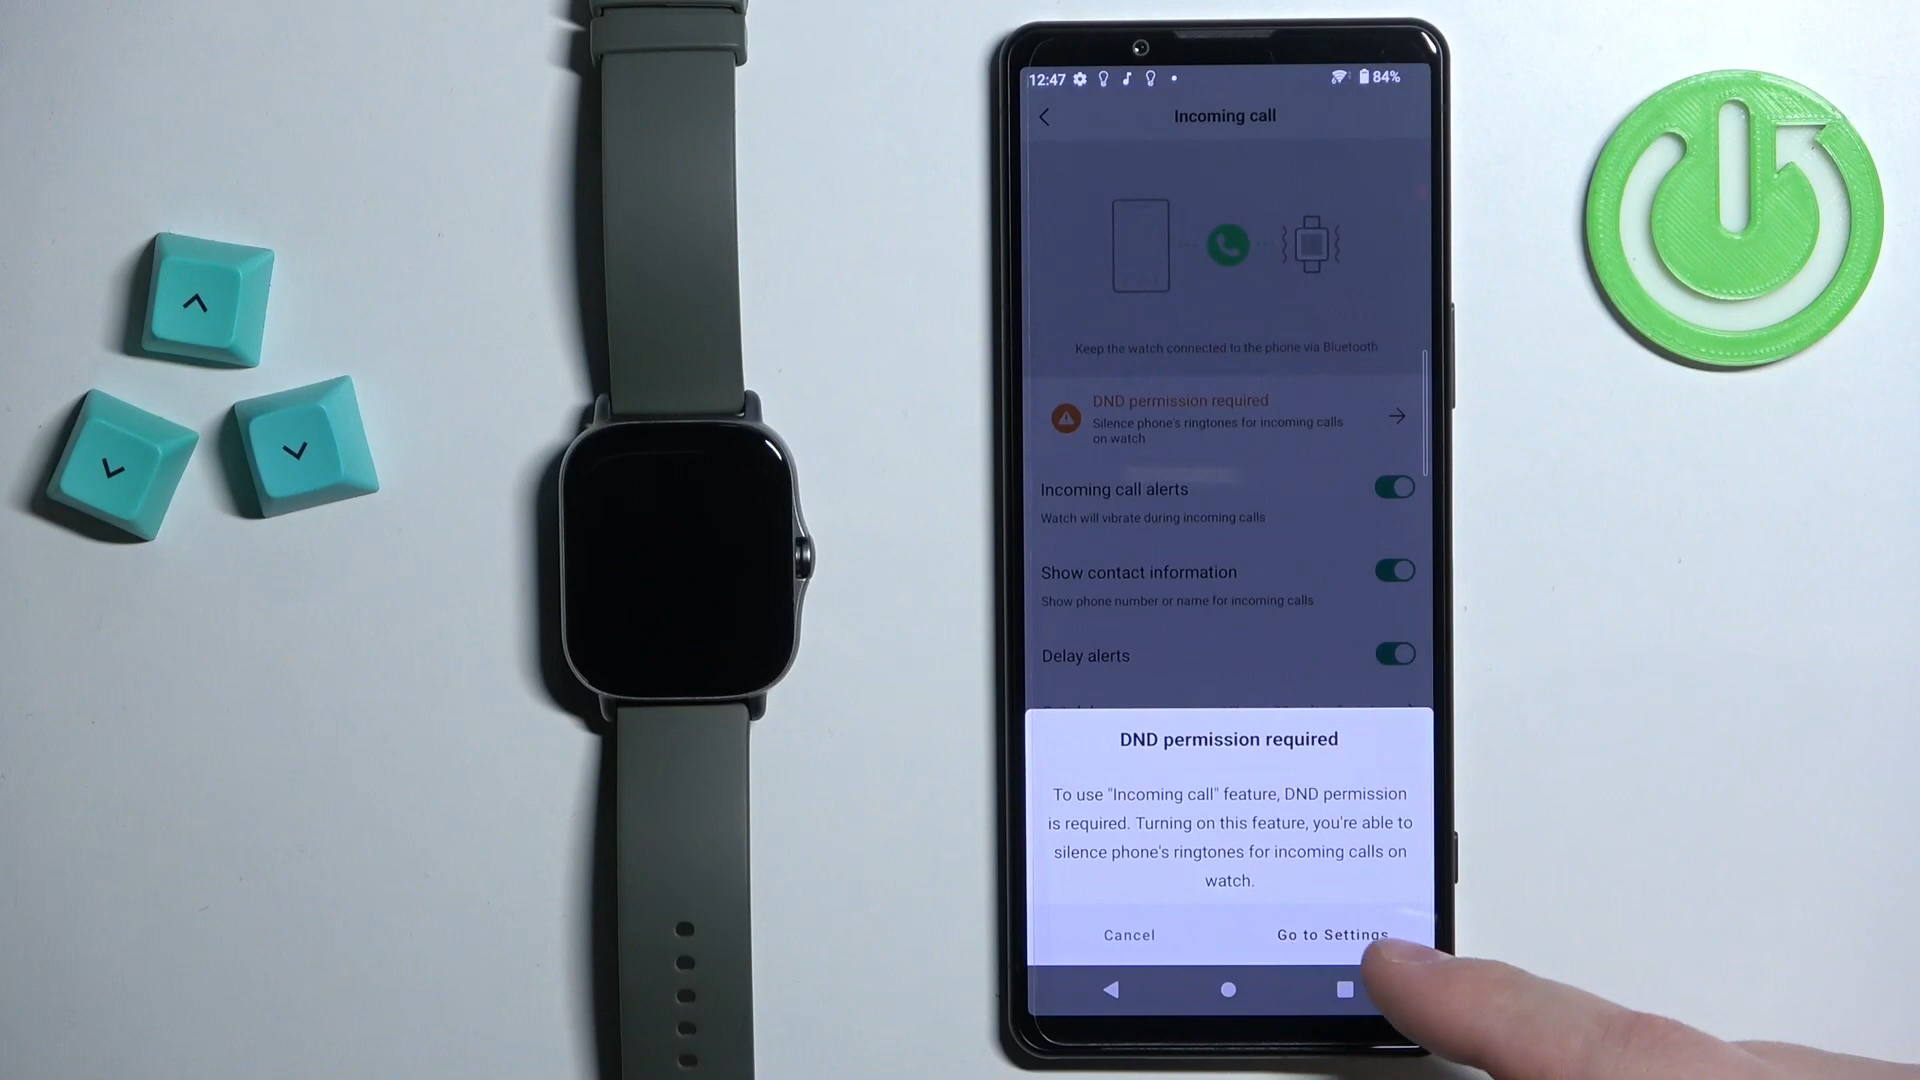 12:47
84%
Incoming call
Keep the watch connected to the phone via Bluetooth
DND permission required
Silence phone's ringtones for incoming calls
on watch
Incoming call alerts
Watch will vibrate during incoming calls
Show contact information
Show phone number or name for incoming calls
Delay alerts
DND permission required
To use "Incoming call" feature, DND permission
is required. Turning on this feature, you're able to
silence phone's ringtones for incoming calls on
watch.
Cancel
Go to Settings